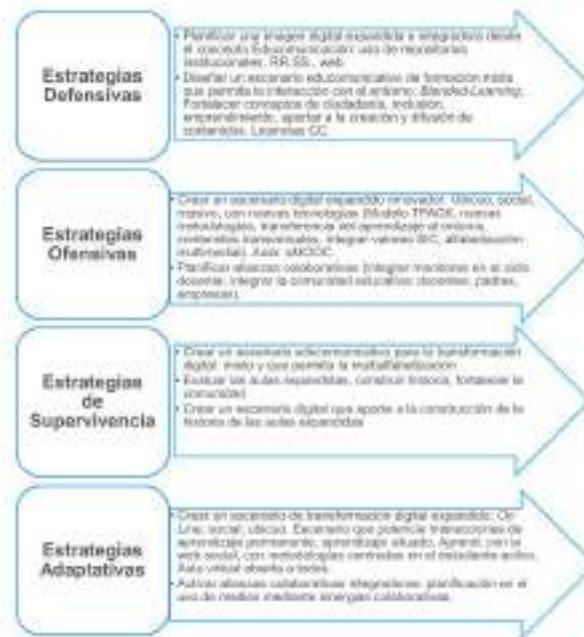 Estrategias
Defensivas
• Planificar una imagen digital expandida e integradora desde
el concepto Educomunicación: uso de repositorios
institucionales, RR.SS., web
• Diseñar un escenario educomunicativo de formación mixta
que permita la interacción con el entorno: Blended-Learning.
Fortalecer conceptos de ciudadanía, inclusión,
emprendimiento, aportar a la creación y difusión de
contenidos. Licencias CC
Estrategias
Ofensivas
• Crear un escenario digital expandido innovador. Ubicuo, social,
masivo, con nuevas tecnologías (Modelo TPACK, nuevas
metodologías, transferencia del aprendizaje al entorno,
contenidos transversales, integrar valores, alfabetización
multimedia). Aula: sMOOC.
• Planificar alianzas colaborativas (integrar mentores en el ciclo
docente, integrar la comunidad educativa: docentes, padres,
empresas).
Estrategias
de
Supervivencia
• Crear un escenario educomunicativo para la transformación
digital: mixto y que permita la multialfabetización
• Evaluar las aulas expandidas, construir historia, fortalecer la
comunidad
• Crear un escenario digital que aporte a la construcción de la
historia de las aulas expandidas
Estrategias
Adaptativas
• Crear un escenario de transformación digital expandido: On
Line, social, ubicuo. Escenario que potencie interacciones de
aprendizaje permanente, aprendizaje situado. Aprend. con la
web social, con metodologías centradas en el estudiante activo.
Aula virtual abierta a todos.
• Activar alianzas colaborativas integradoras: planificación en el
uso de medios mediante sinergias colaborativas.